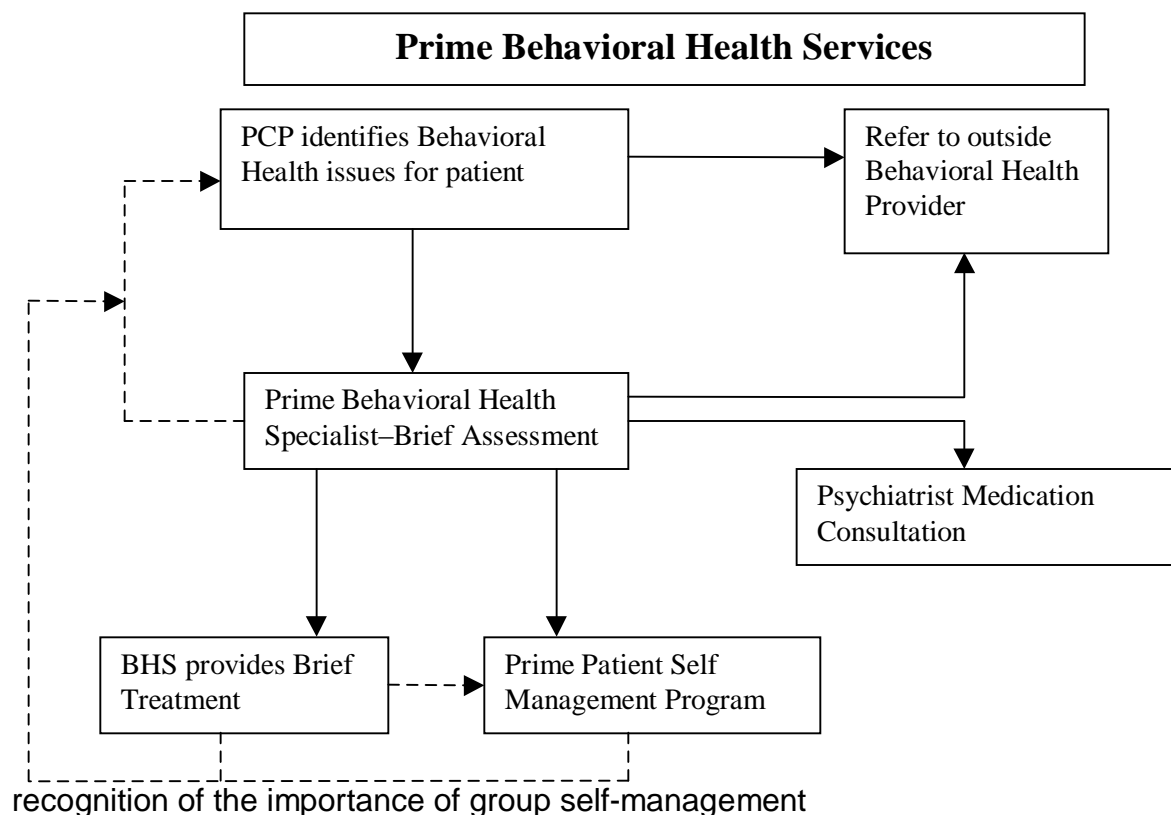 Prime Behavioral Health Services
PCP identifies Behavioral
Health issues for patient
Refer to outside
Behavioral Health
Provider
Prime Behavioral Health
Specialist–Brief Assessment
Psychiatrist Medication
Consultation
BHS provides Brief
Treatment
Prime Patient Self
Management Program
recognition of the importance of group self-management